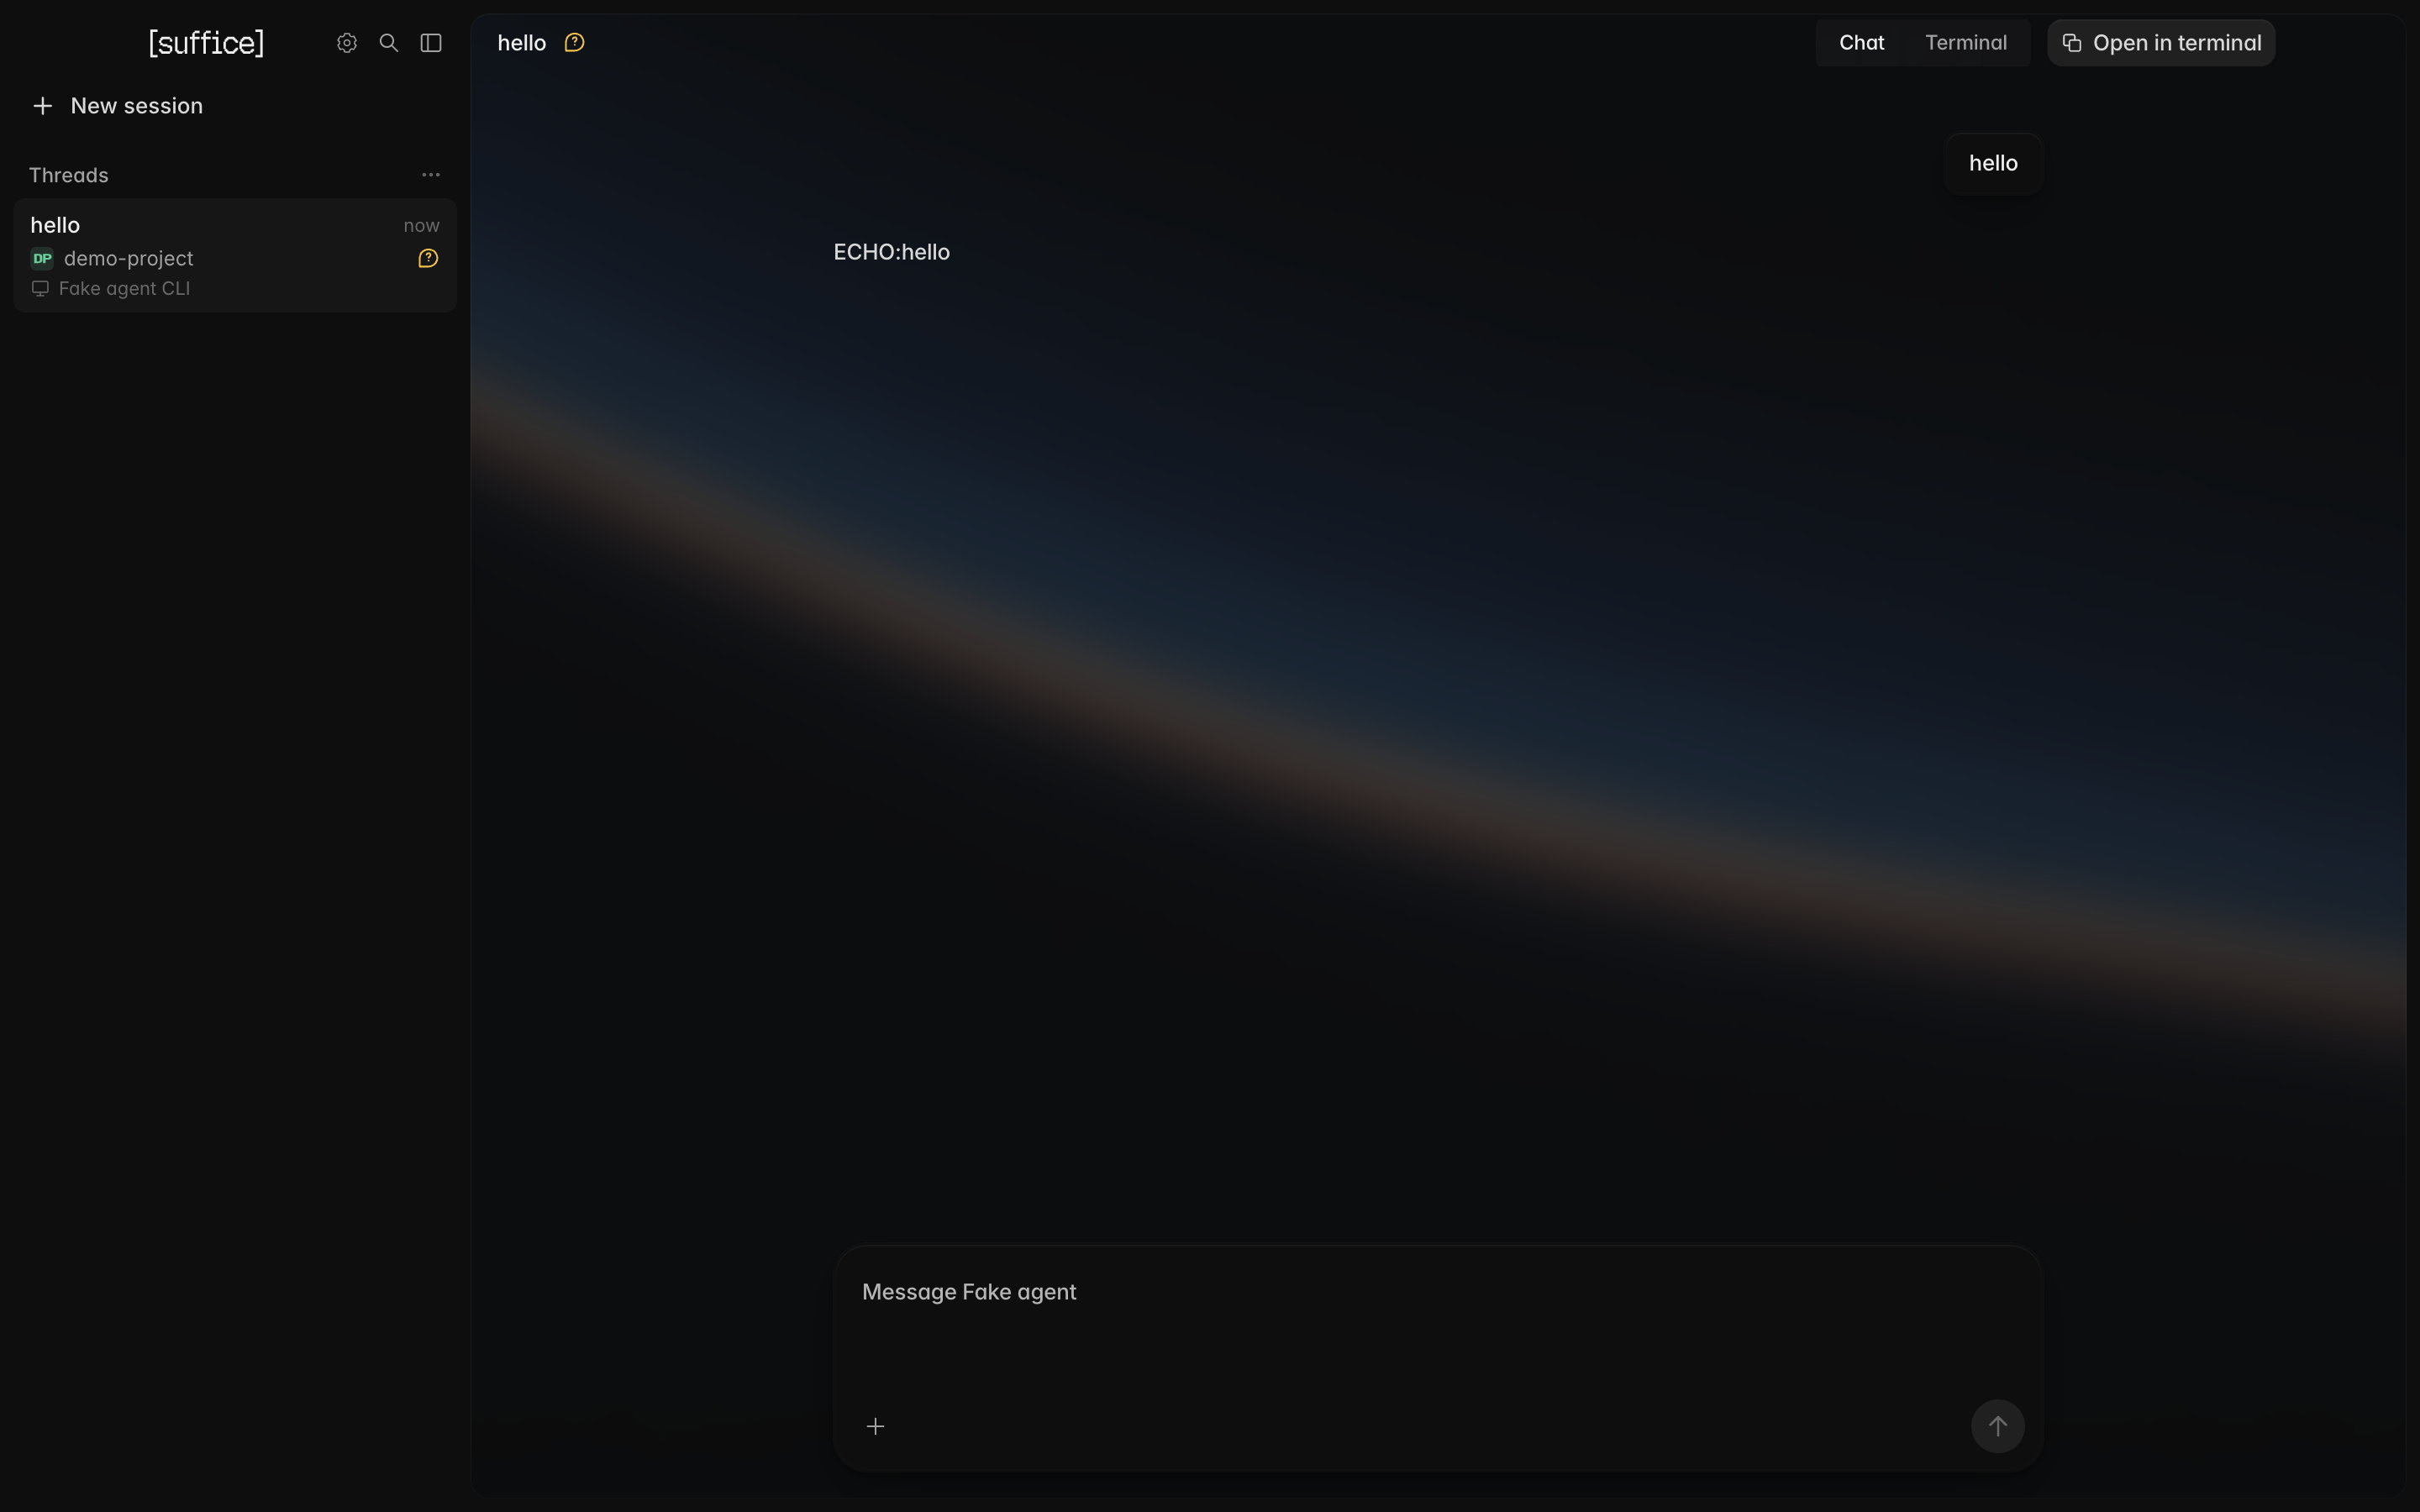 [suffice]
New session
Threads
hello
now
DP
demo-project
Fake agent CLI
hello
Chat
Terminal
Open in terminal
hello
ECHO:hello
Message Fake agent